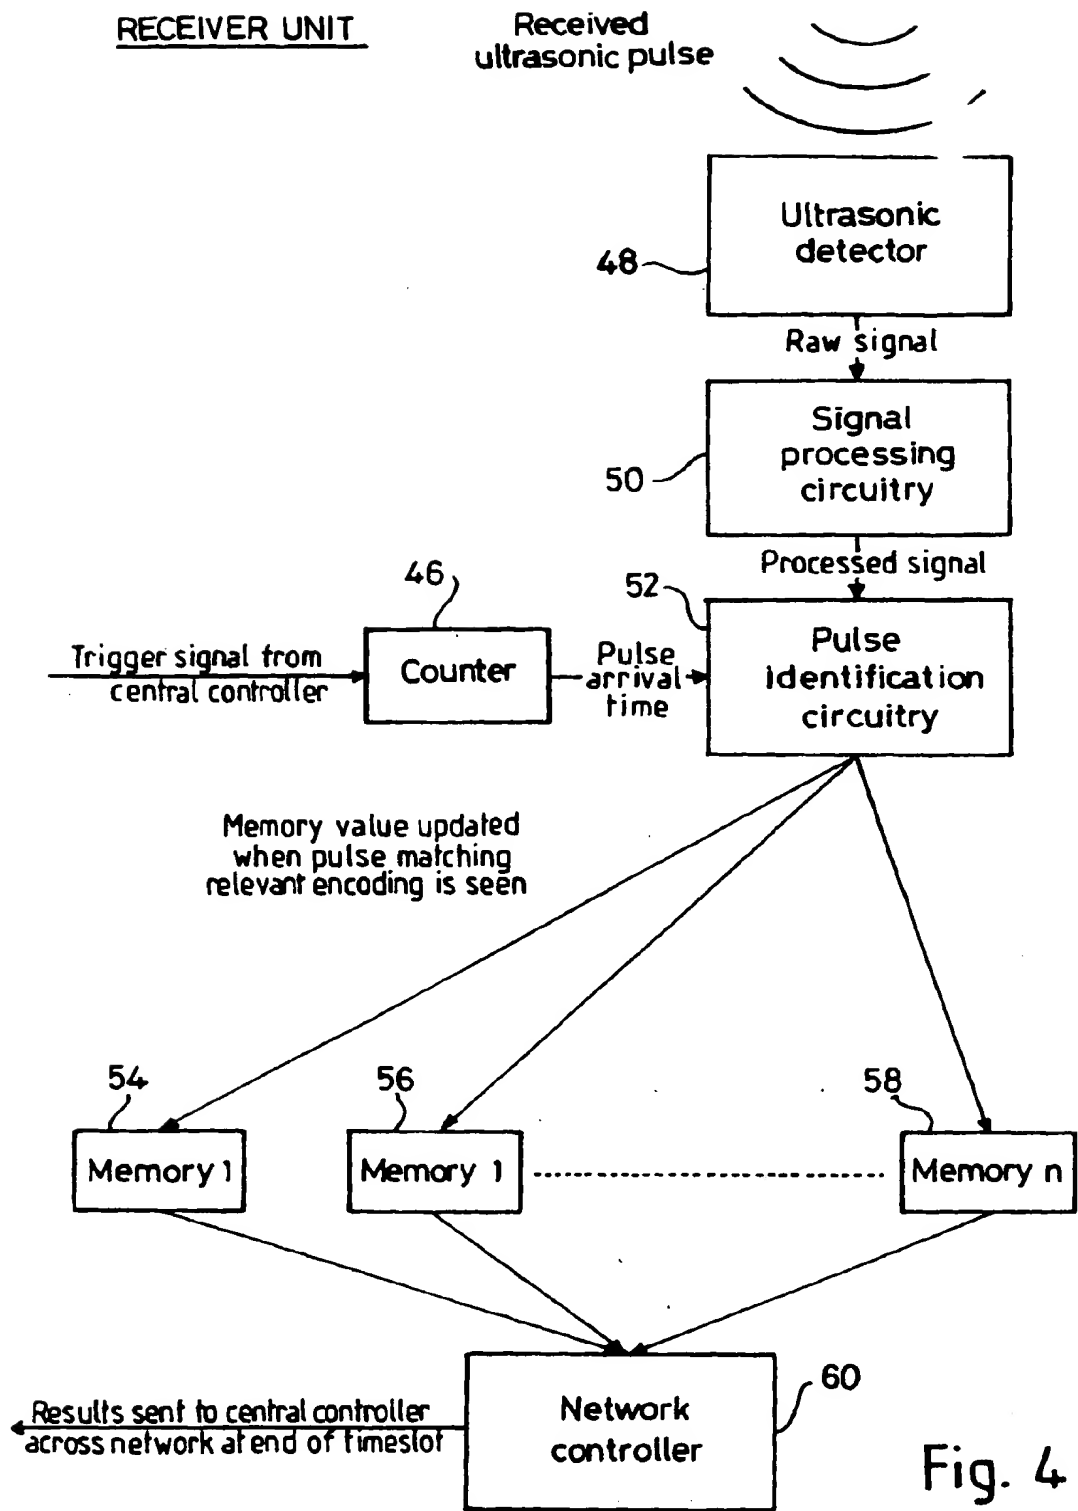 RECEIVER UNIT
Received
ultrasonic pulse
Ultrasonic
detector
48
Raw signal
Signal
processing
circuitry
50
Processed signal
46
52
Trigger signal from
central controller
Counter
Pulse
arrival
time
Pulse
identification
circuitry
Memory value updated
when pulse matching
relevant encoding is seen
54
56
58
Memory 1
Memory 1
Memory n
60
Network
controller
Results sent to central controller
across network at end of timeslot
Fig. 4